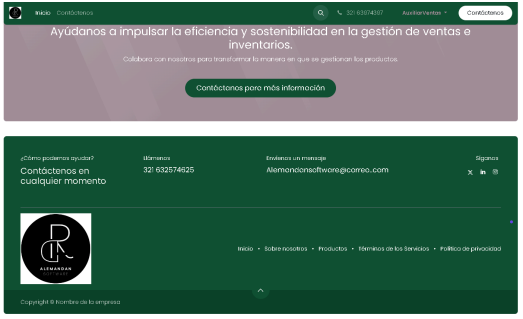 Inicio Contáctenos 321 63674367 AuxiliarVentas Contáctenos
Ayúdanos a impulsar la eficiencia y sostenibilidad en la gestión de ventas e
inventarios.
Colabora con nosotros para transformar la manera en que se gestionan los productos.
Contáctanos para más información
¿Cómo podemos ayudar?
Contáctenos en
cualquier momento
Llámenos
321 632574625
Envíenos un mensaje
Alemandansoftware@correo.com
Síganos
ALEMANDAN
SOFTWARE
Inicio • Sobre nosotros • Productos • Términos de los Servicios • Política de privacidad
Copyright © Nombre de la empresa